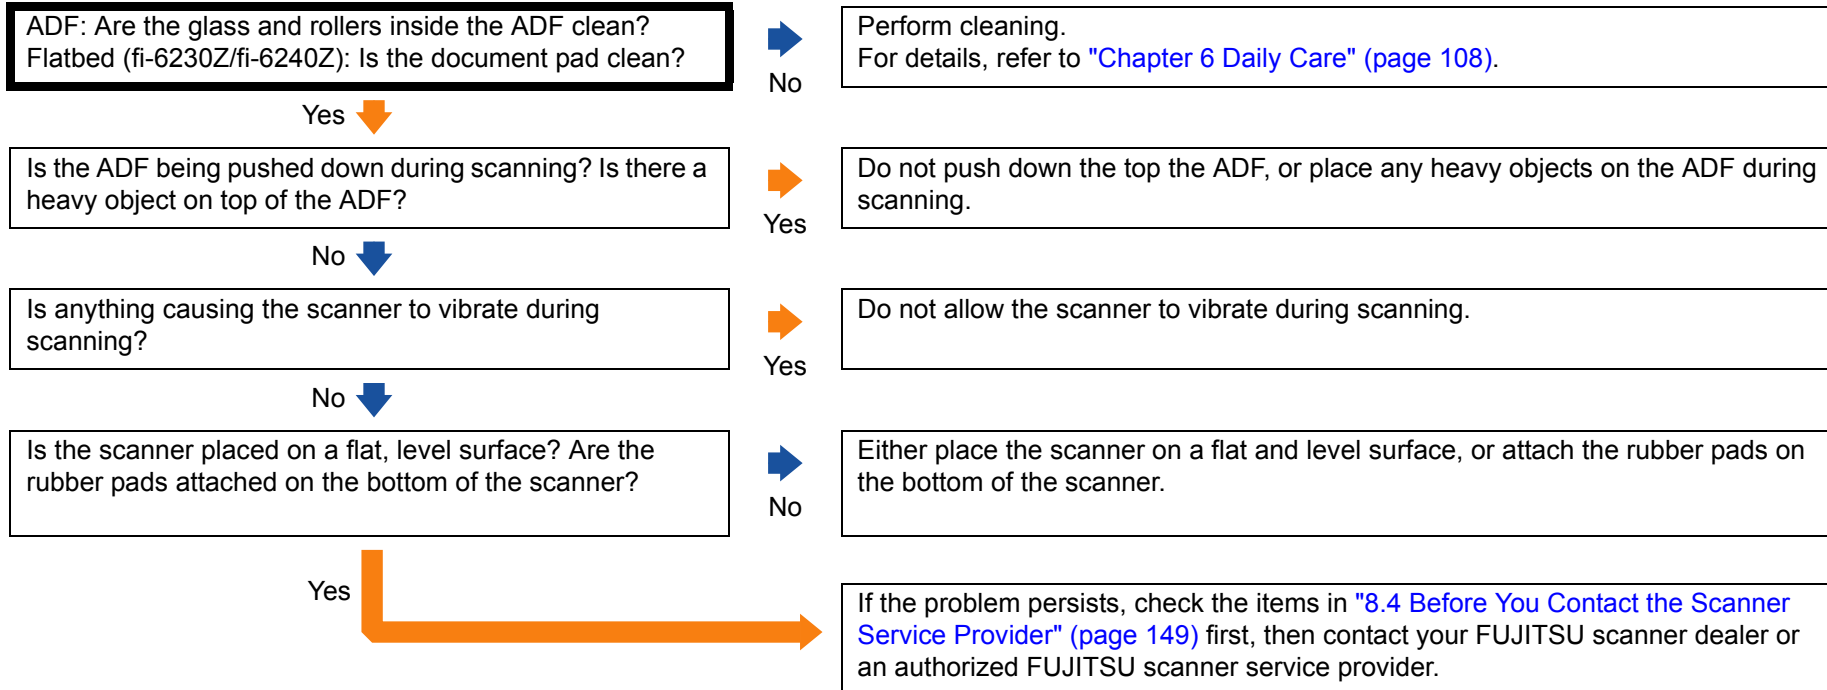 ADF: Are the glass and rollers inside the ADF clean?
Flatbed (fi-6230Z/fi-6240Z): Is the document pad clean?
No
Perform cleaning.
For details, refer to "Chapter 6 Daily Care" (page 108).
Yes
Is the ADF being pushed down during scanning? Is there a
heavy object on top of the ADF?
Yes
Do not push down the top the ADF, or place any heavy objects on the ADF during
scanning.
No
Is anything causing the scanner to vibrate during
scanning?
Yes
Do not allow the scanner to vibrate during scanning.
No
Is the scanner placed on a flat, level surface? Are the
rubber pads attached on the bottom of the scanner?
No
Either place the scanner on a flat and level surface, or attach the rubber pads on
the bottom of the scanner.
Yes
If the problem persists, check the items in "8.4 Before You Contact the Scanner
Service Provider" (page 149) first, then contact your FUJITSU scanner dealer or
an authorized FUJITSU scanner service provider.